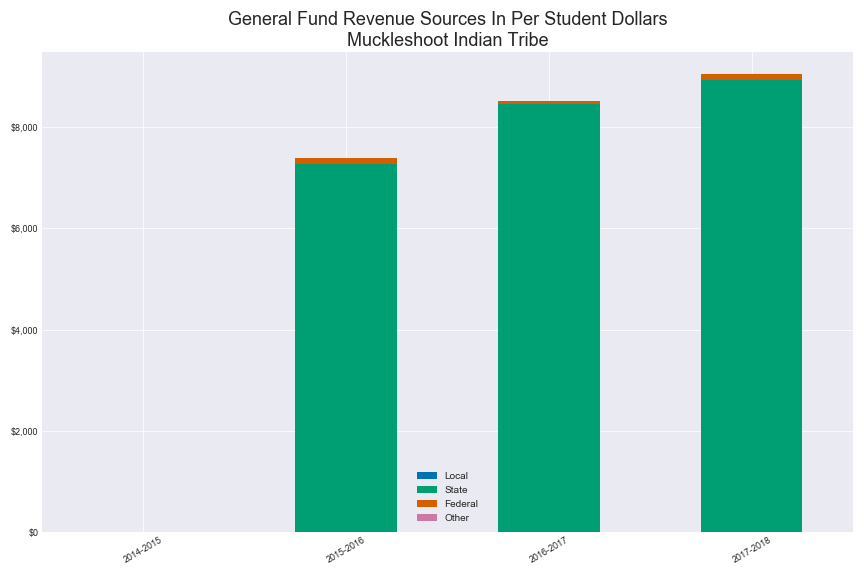 General Fund Revenue Sources In Per Student Dollars
Muckleshoot Indian Tribe
$8,000
$6,000
$4,000
$2,000
$0
Local
State
Federal
Other
2014-2015
2015-2016
2016-2017
2017-2018